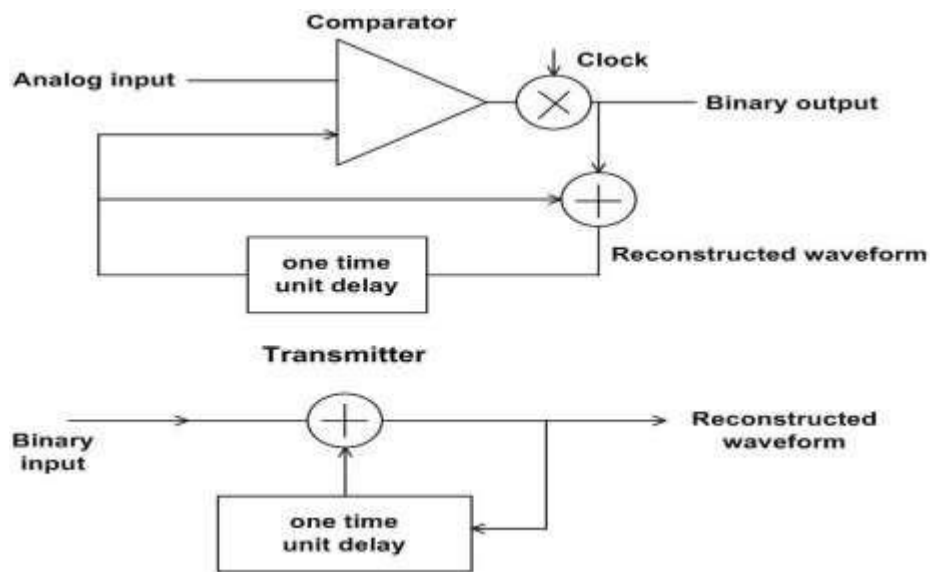 Comparator
Clock
Analog input
Binary output
one time
unit delay
Reconstructed waveform
Transmitter
Binary
input
Reconstructed
waveform
one time
unit delay